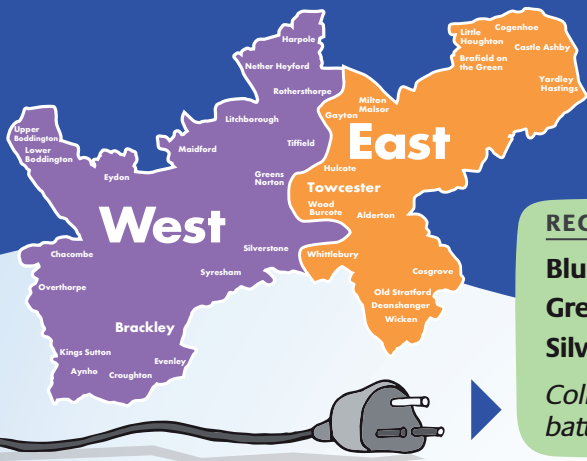 Harpole
Nether Heyford
Rothersthorpe
Litchborough
Upper
Boddington
Lower
Boddington
Maidford
Tiffield
Eydon
Greens
Norton
West
Silverstone
Chacombe
Syresham
Overthorpe
Brackley
Kings Sutton
Evenley
Aynho
Croughton
Little
Houghton
Cogenhoe
Castle Ashby
Brafield on
the Green
Yardley
Hastings
Milton
Malsor
Gayton
East
Hulcote
Towcester
Wood
Burcote
Alderton
Whittlebury
Cosgrove
Old Stratford
Deanshanger
Wicken
REC
Blu
Gre
Silv
Coll
batt